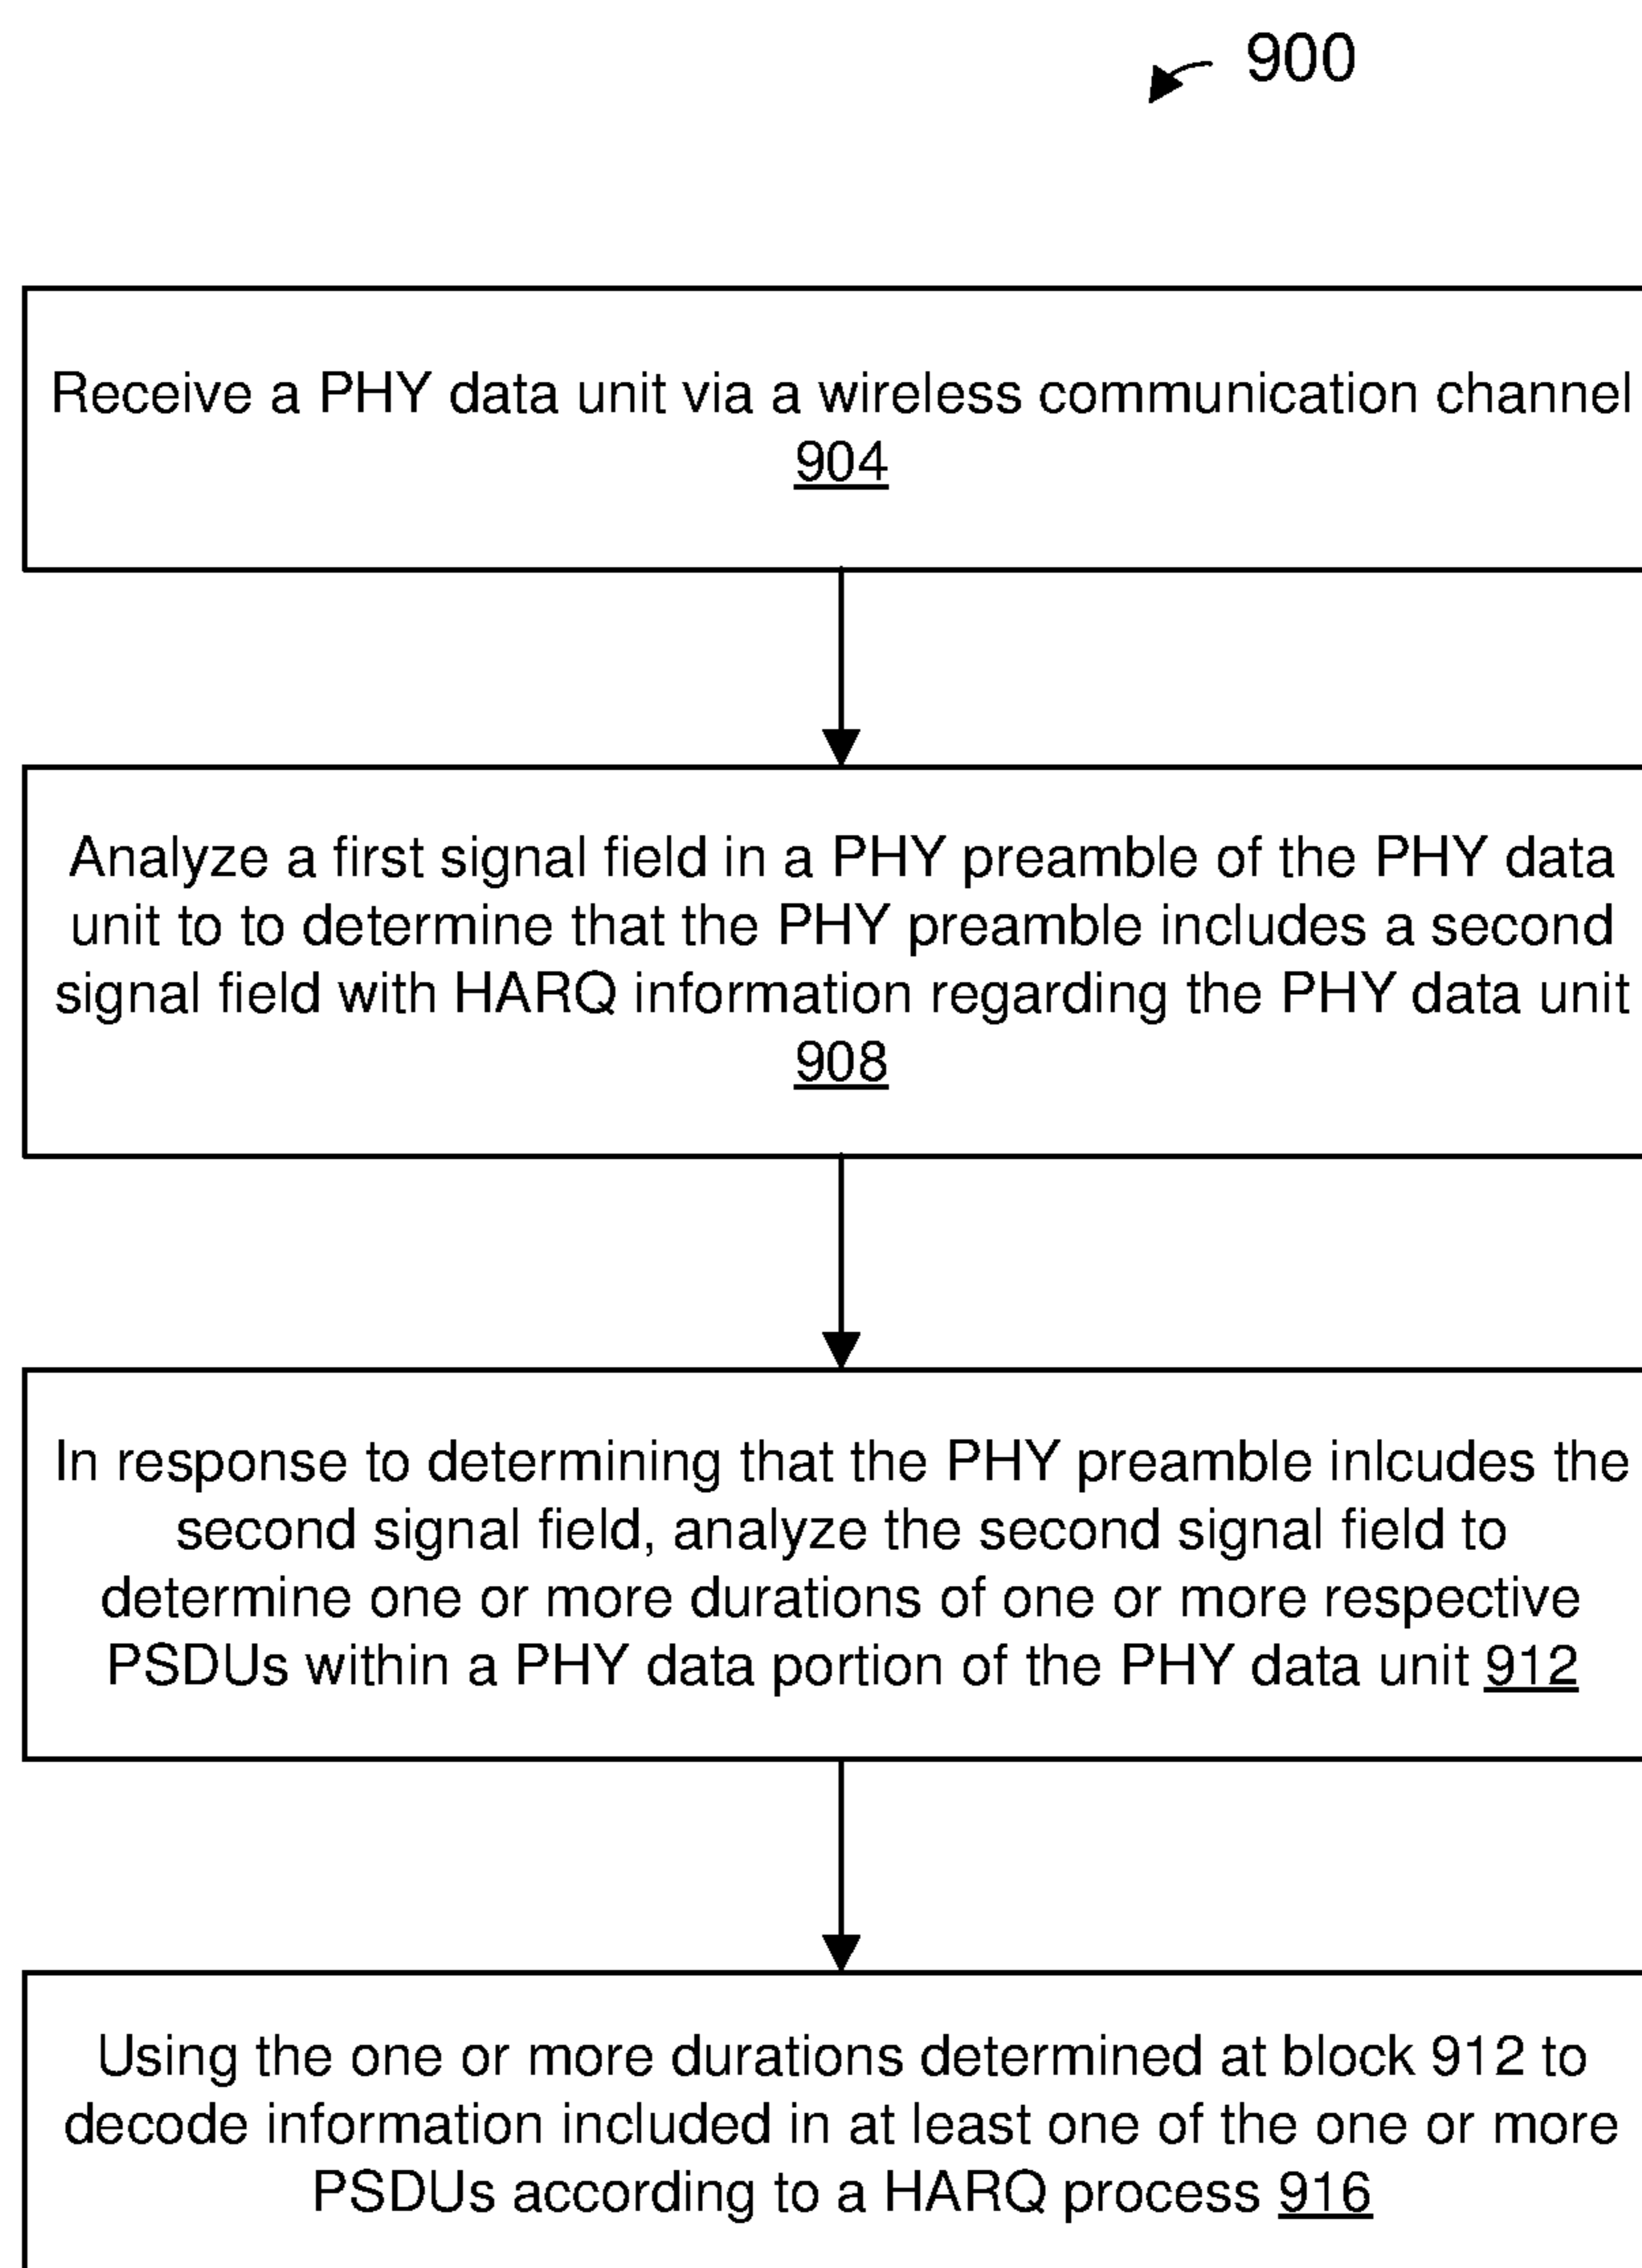 900
Receive a PHY data unit via a wireless communication channel
904
Analyze a first signal field in a PHY preamble of the PHY data
unit to to determine that the PHY preamble includes a second
signal field with HARQ information regarding the PHY data unit
908
In response to determining that the PHY preamble inlcudes the
second signal field, analyze the second signal field to
determine one or more durations of one or more respective
PSDUs within a PHY data portion of the PHY data unit 912
Using the one or more durations determined at block 912 to
decode information included in at least one of the one or more
PSDUs according to a HARQ process 916